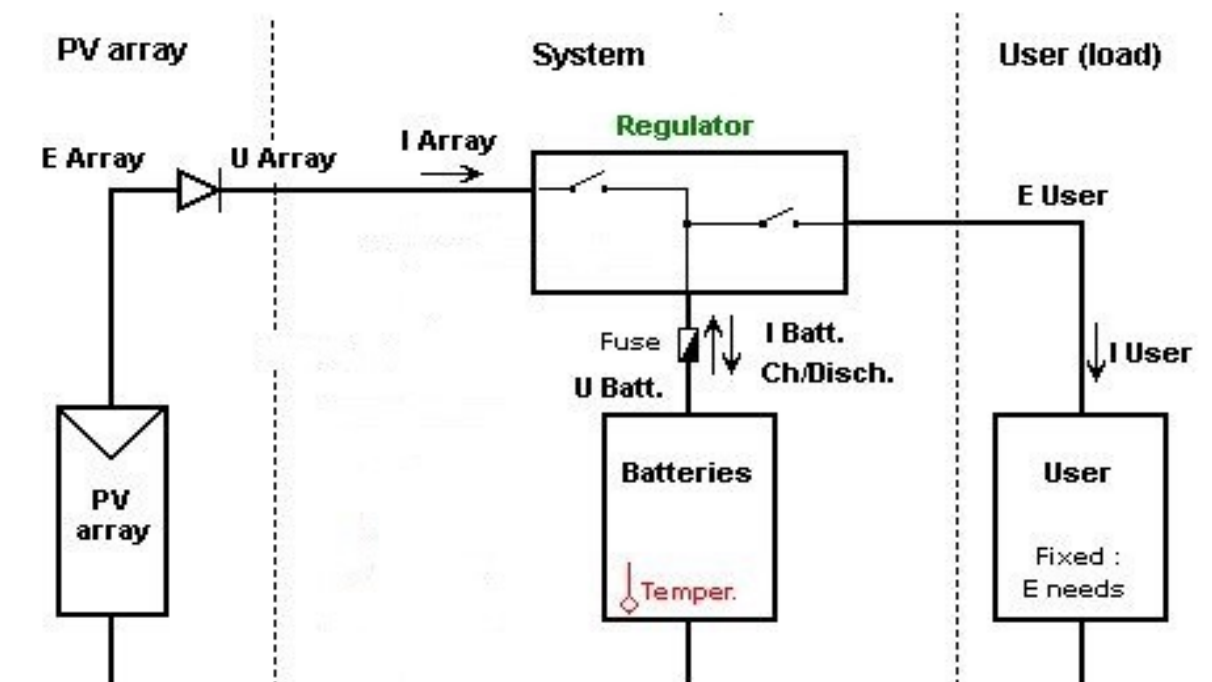 PV array
System
User (load)
Regulator
E Array
U Array
I Array
E User
Fuse
I Batt.
Ch/Disch.
U Batt.
I User
PV
array
Batteries
Temper.
User
Fixed :
E needs